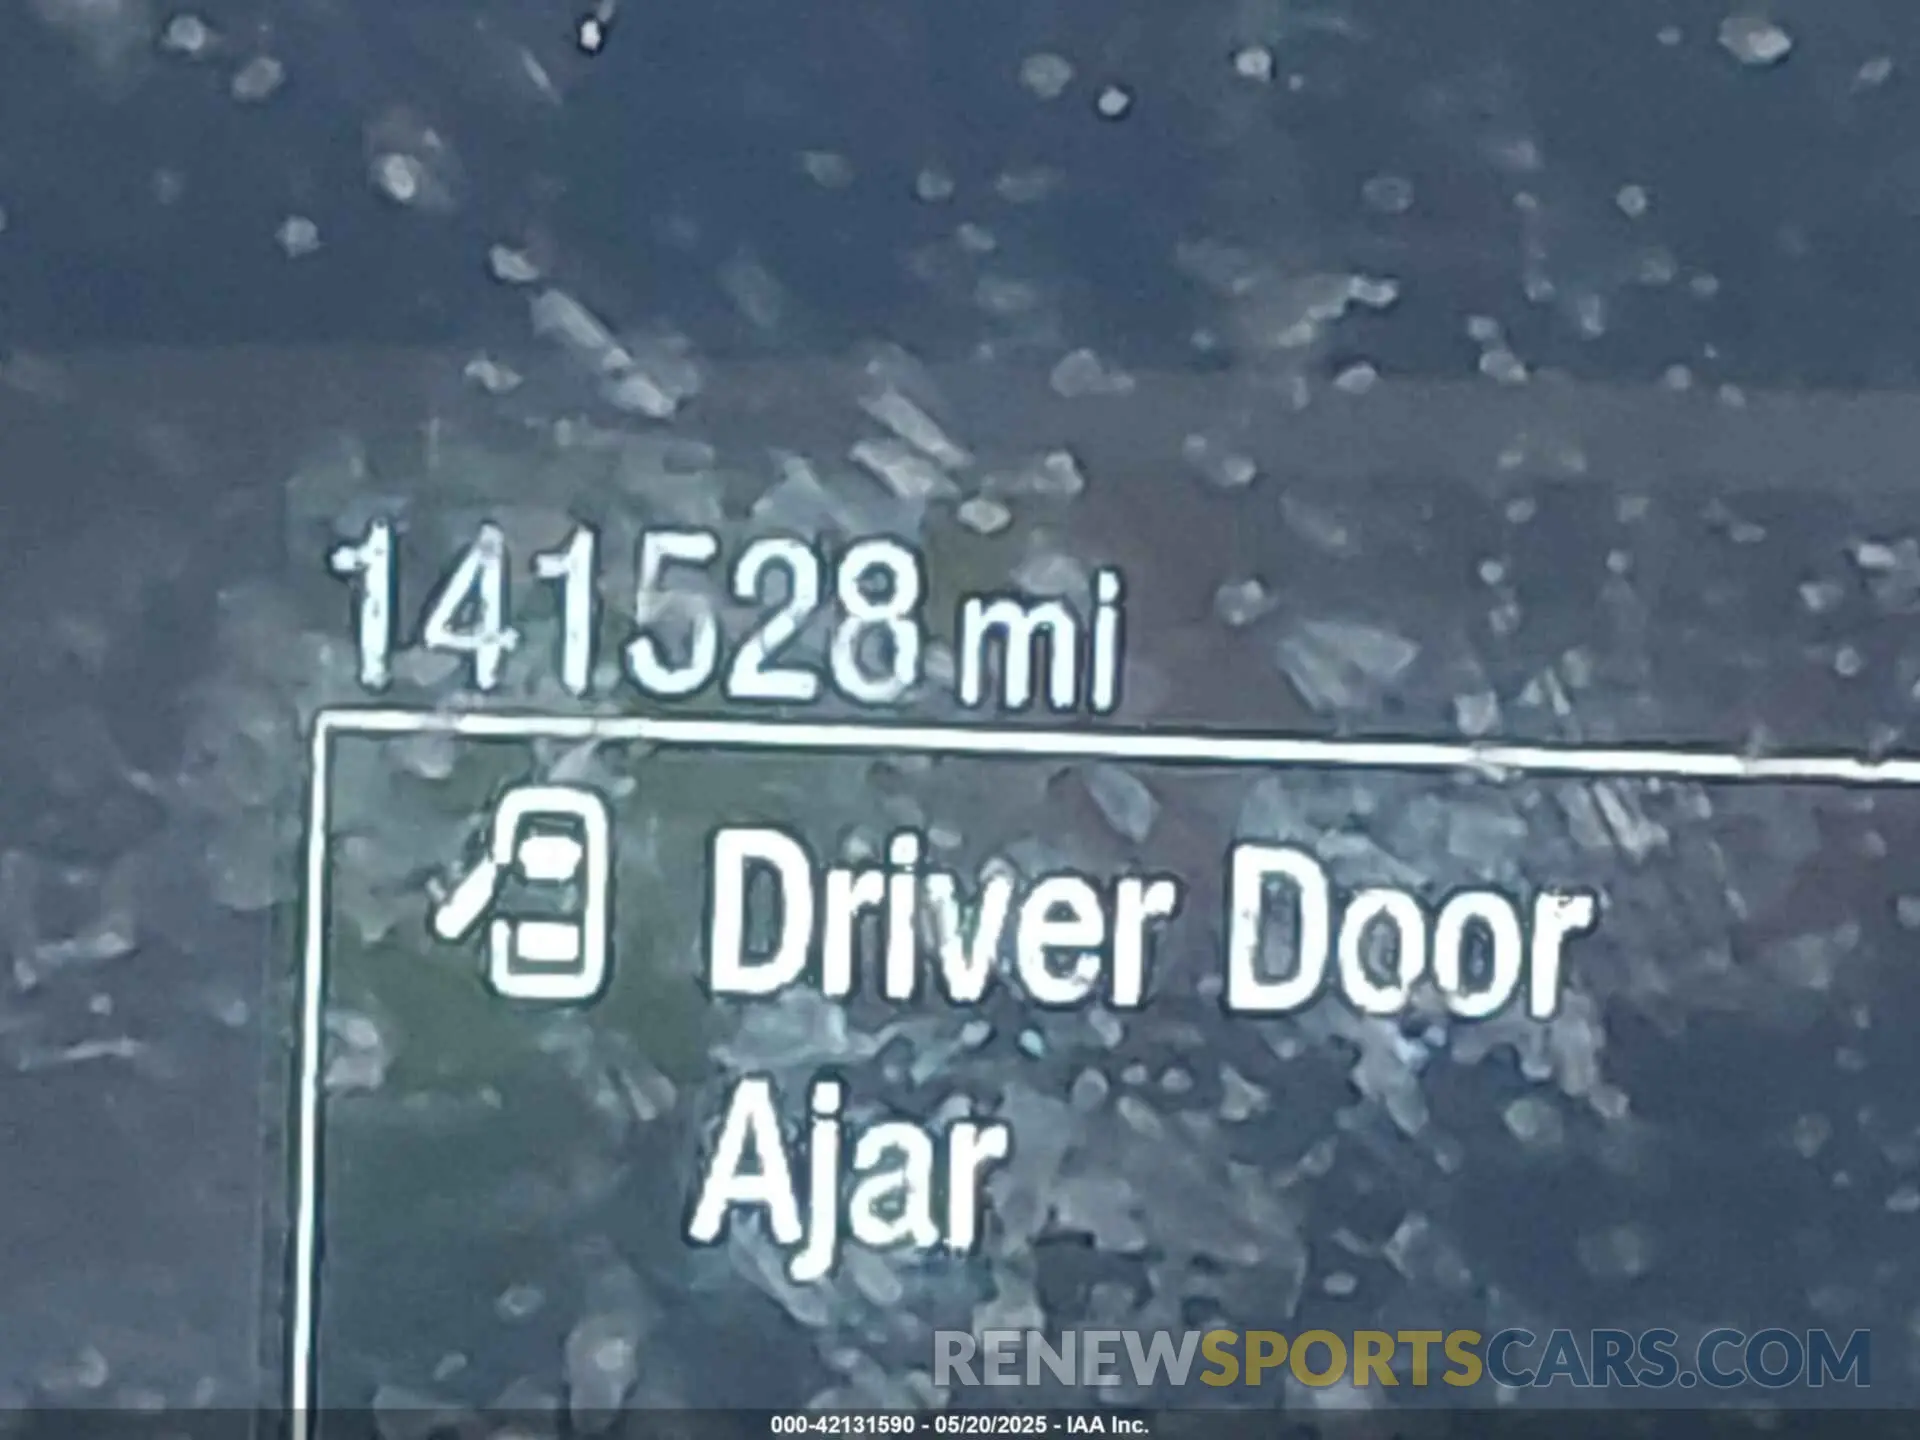 141528 mi
Driver Door
Ajar
RENEWSPORTSCARS.COM
000-42131590 - 05/20/2025 - IAA Inc.